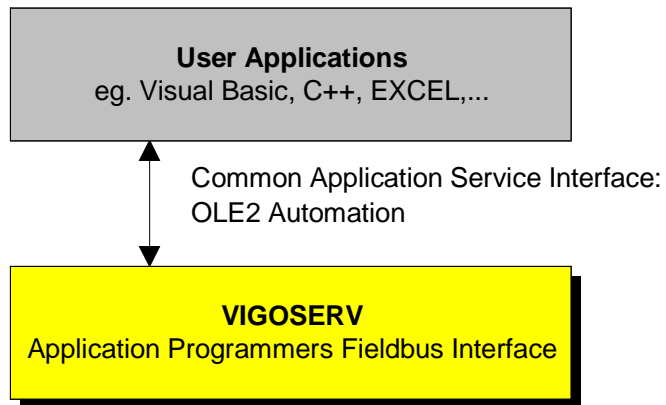 User Applications
eg. Visual Basic, C++, EXCEL,...
Common Application Service Interface:
OLE2 Automation
VIGOSERV
Application Programmers Fieldbus Interface